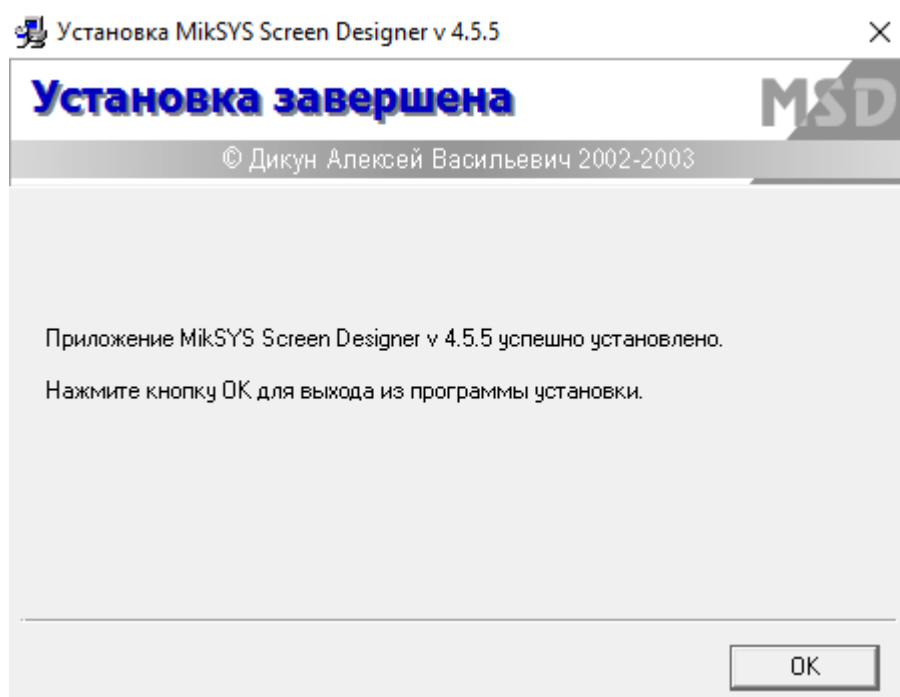 Установка MikSYS Screen Designer v 4.5.5
Установка завершена
MSD
© Дикун Алексей Васильевич 2002-2003
Приложение MikSYS Screen Designer v 4.5.5 успешно установлено.
Нажмите кнопку OK для выхода из программы установки.
OK